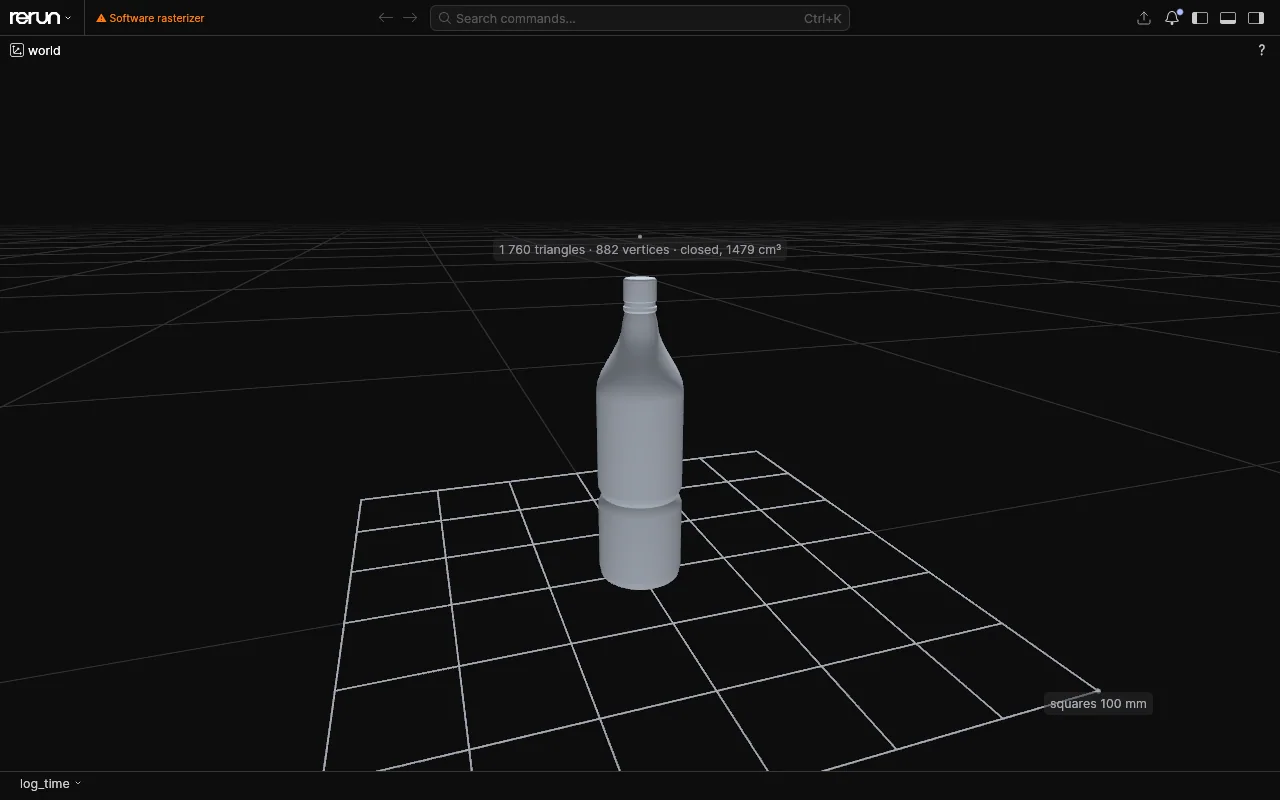 rerun
Software rasterizer
Search commands...
Ctrl+K
world
?
1 760 triangles · 882 vertices · closed, 1479 cm³
squares 100 mm
log_time